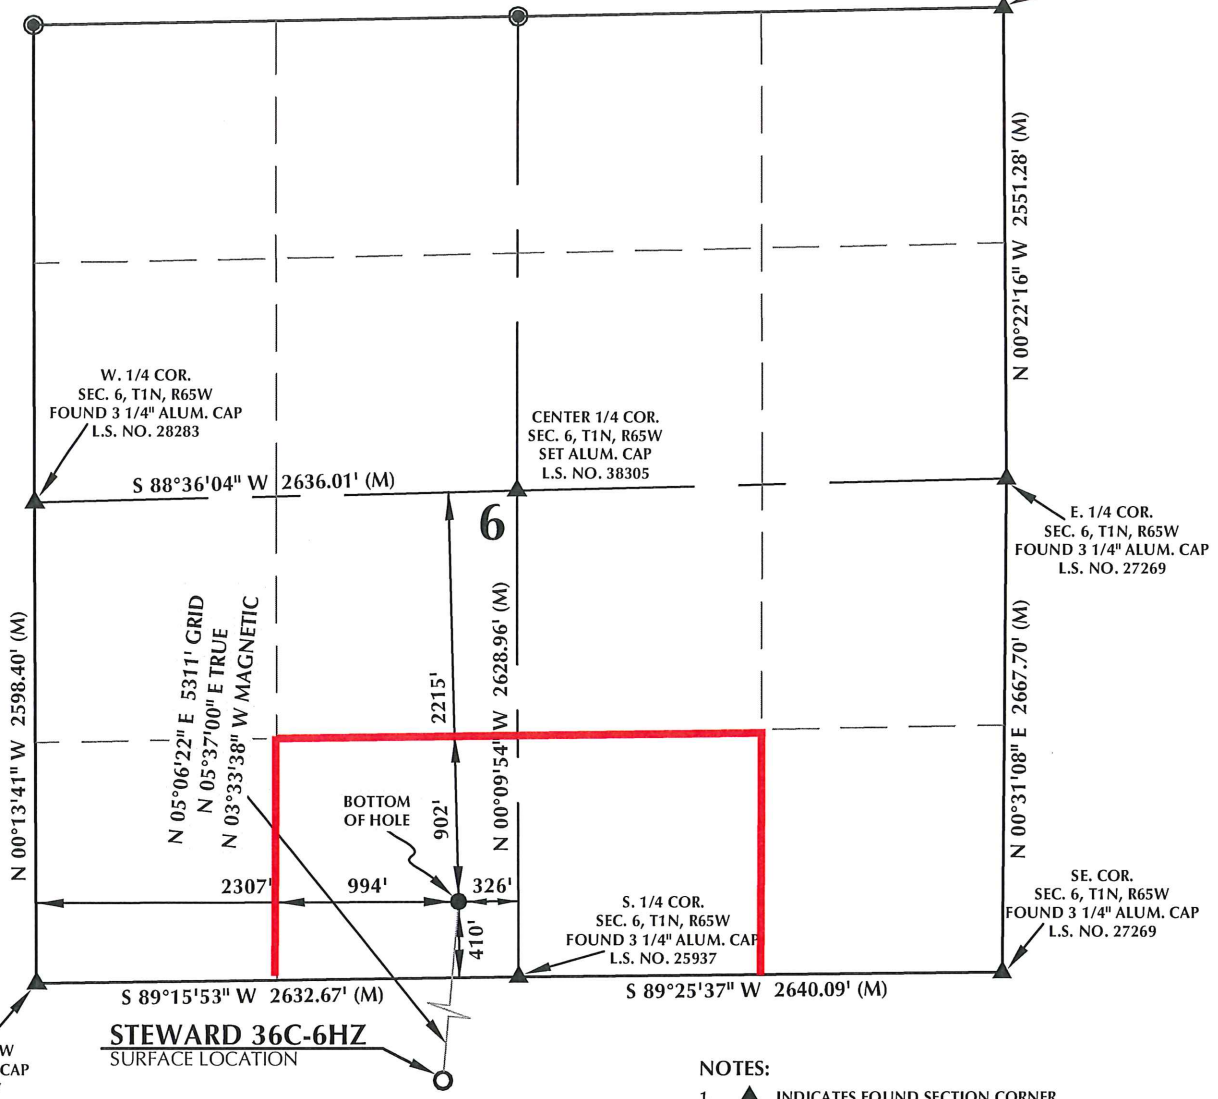 N 00°22'16" W 2551.28' (M)
W. 1/4 COR.
SEC. 6, T1N, R65W
FOUND 3 1/4" ALUM. CAP
L.S. NO. 28283
CENTER 1/4 COR.
SEC. 6, T1N, R65W
SET ALUM. CAP
L.S. NO. 38305
S 88°36'04" W 2636.01' (M)
6
E. 1/4 COR.
SEC. 6, T1N, R65W
FOUND 3 1/4" ALUM. CAP
L.S. NO. 27269
N 00°13'41" W 2598.40' (M)
N 05°06'22" E 5311' GRID
N 05°37'00" E TRUE
N 03°33'38" W MAGNETIC
2215'
N 00°09'54" W 2628.96' (M)
N 00°31'08" E 2667.70' (M)
BOTTOM
OF HOLE
902'
2307'
994'
326'
410'
S. 1/4 COR.
SEC. 6, T1N, R65W
FOUND 3 1/4" ALUM. CAP
L.S. NO. 25937
SE. COR.
SEC. 6, T1N, R65W
FOUND 3 1/4" ALUM. CAP
L.S. NO. 27269
S 89°15'53" W 2632.67' (M)
S 89°25'37" W 2640.09' (M)
STEWARD 36C-6HZ
SURFACE LOCATION
W
CAP
NOTES:
1. INDICATES FOUND SECTION CORNER